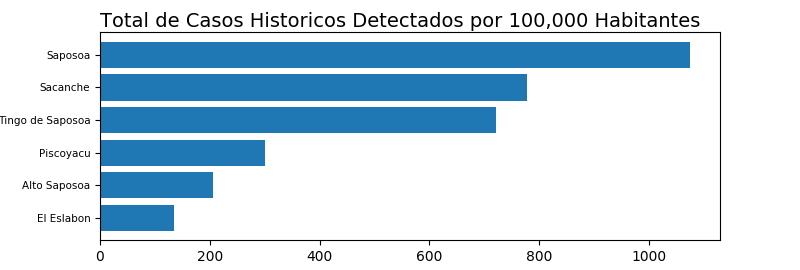 Total de Casos Historicos Detectados por 100,000 Habitantes
Saposoa
Sacanche
Tingo de Saposoa
Piscoyacu
Alto Saposoa
El Eslabon
0 200 400 600 800 1000